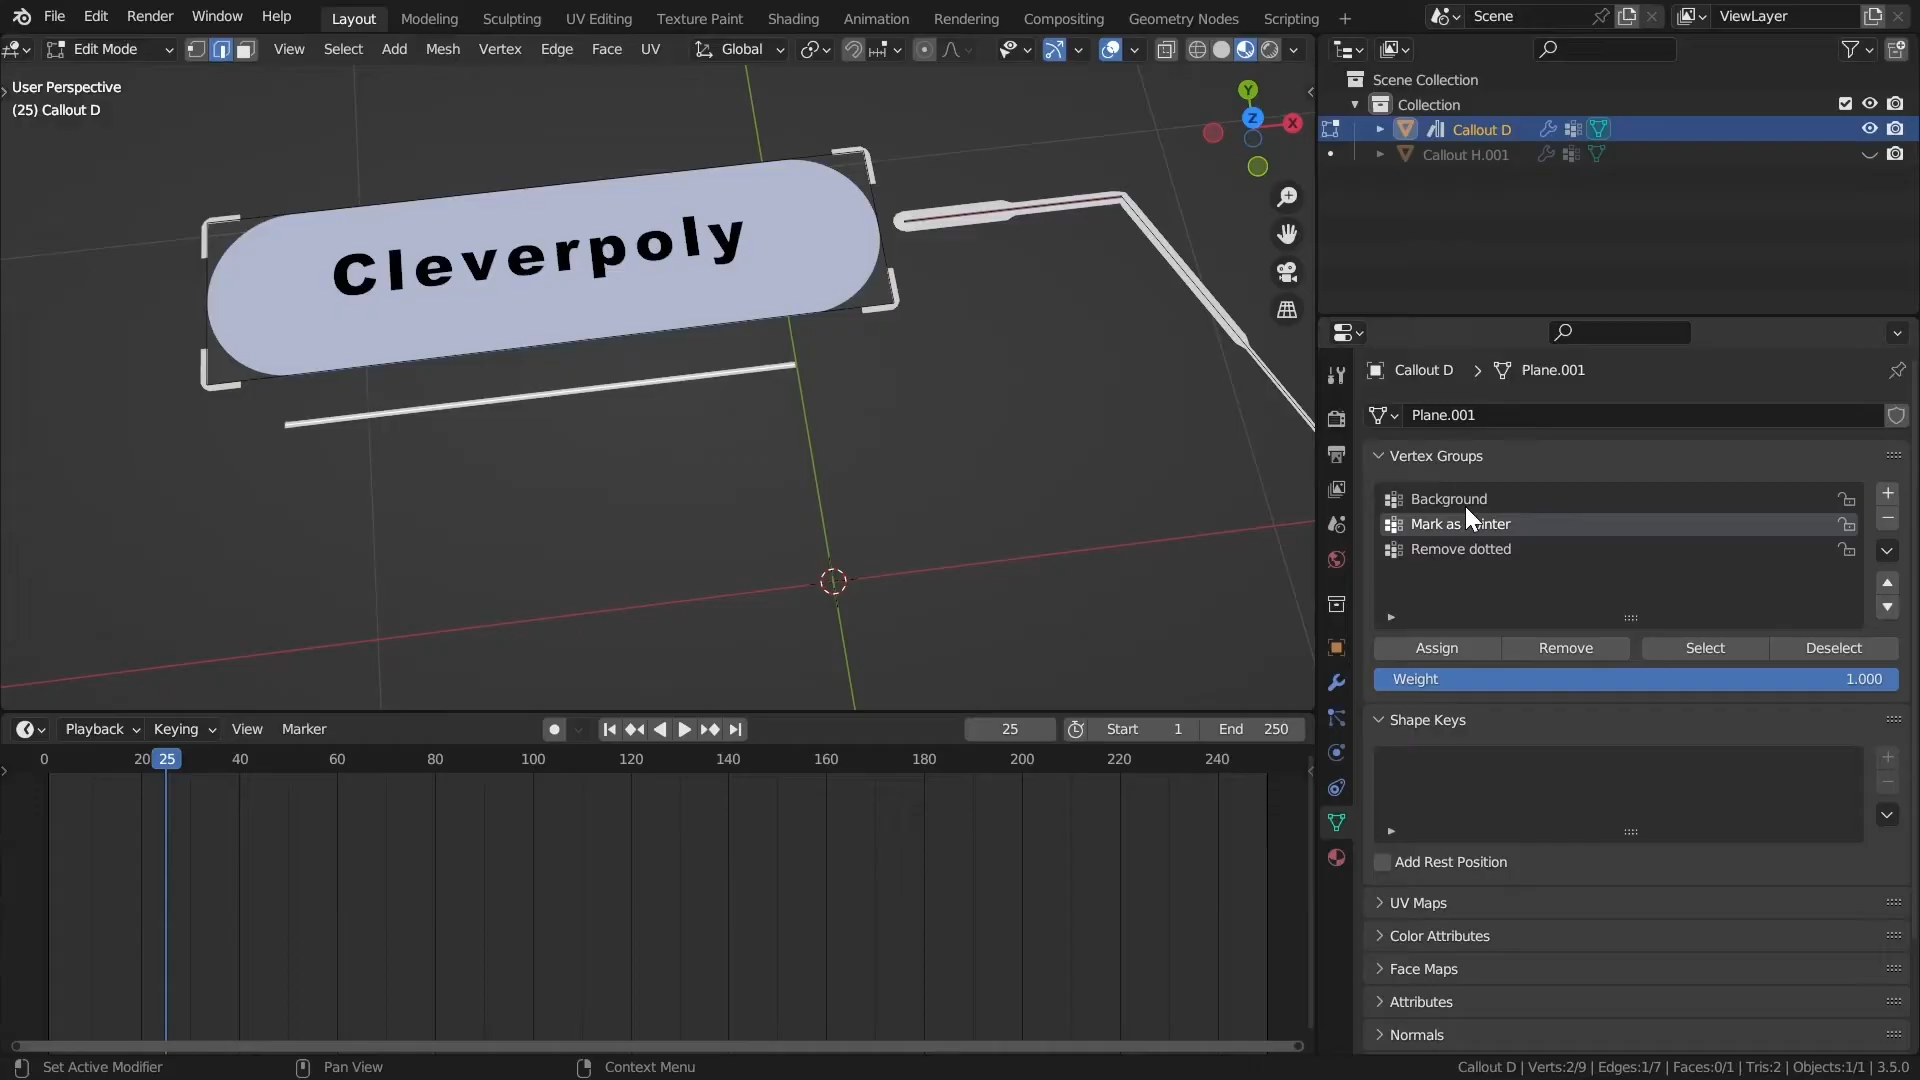 File Edit Render Window Help Layout Modeling Sculpting UV Editing Texture Paint Shading Animation Rendering Compositing Geometry Nodes Scripting + Scene ViewLayer
Edit Mode View Select Add Mesh Vertex Edge Face UV Global
User Perspective
(25) Callout D
Y
Z
X
Cleverpoly
Scene Collection
Collection
Callout D
Callout H.001
Callout D > Plane.001
Plane.001
Vertex Groups
Background
Mark as
Remove dotted
Assign Remove Select Deselect
Weight 1.000
Shape Keys
Add Rest Position
UV Maps
Color Attributes
Face Maps
Attributes
Normals
Playback Keying View Marker 25 Start 1 End 250
0 20 25 40 60 80 100 120 140 160 180 200 220 240
Set Active Modifier Pan View Context Menu Callout D | Verts:2/9 | Edges:1/7 | Faces:0/1 | Tris:2 | Objects:1/1 | 3.5.0